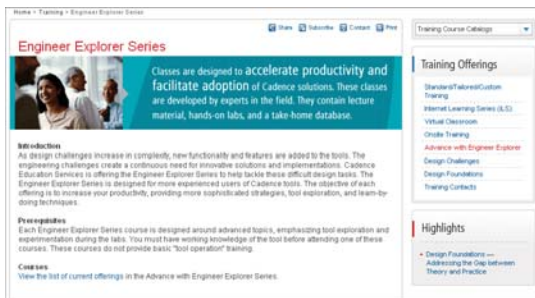 Home > Training > Engineer Explorer Series
Share Subscribe Contact Print
Engineer Explorer Series
Classes are designed to accelerate productivity and
facilitate adoption of Cadence solutions. These classes
are developed by experts in the field. They contain lecture
material, hands-on labs, and a take-home database.
Introduction
As design challenges increase in complexity, new functionality and features are added to the tools. The
engineering challenges create a continuous need for innovative solutions and implementations. Cadence
Education Services is offering the Engineer Explorer Series to help tackle these difficult design tasks. The
Engineer Explorer Series is designed for more experienced users of Cadence tools. The objective of each
offering is to increase your productivity, providing more sophisticated strategies, tool exploration, and learn-by-
doing techniques.
Prerequisites
Each Engineer Explorer Series course is designed around advanced topics, emphasizing tool exploration and
experimentation during the labs. You must have working knowledge of the tool before attending one of these
courses. These courses do not provide basic "tool operation" training.
Courses
View the list of current offerings in the Advance with Engineer Explorer Series.
Training Course Catalogs
Training Offerings
Standard/Tailored/Custom
Training
Internet Learning Series (iLS)
Virtual Classroom
Onsite Training
Advance with Engineer Explorer
Design Challenges
Design Foundations
Training Contacts
Highlights
Design Foundations —
Addressing the Gap between
Theory and Practice